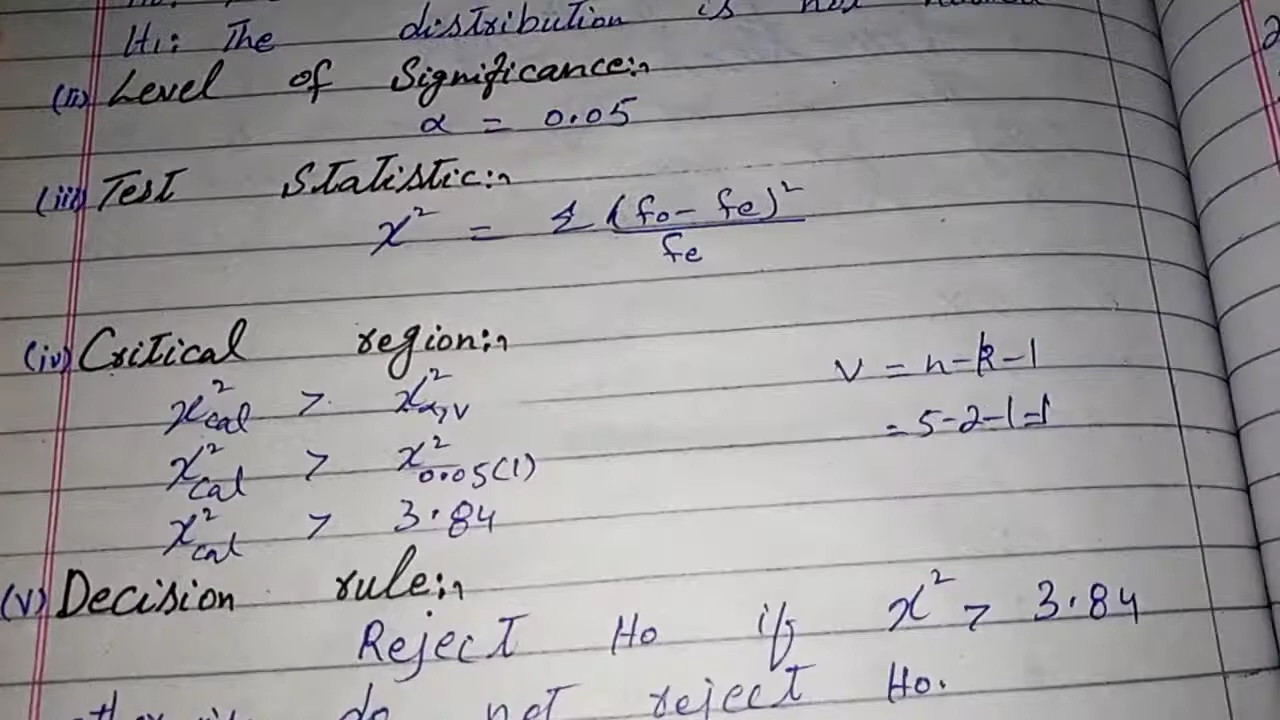 H₁: The distribution is not
(ii) Level of Significance:-
α = 0.05
(iii) Test Statistic:-
χ² = Σ (fo - fe)² / fe
(iv) Critical region:-
χ²cal > χ²α,v
v = n-k-1
χ²cal > χ²0.05(1)
= 5-2-1=1
χ²cal > 3.84
(v) Decision rule:-
Reject Ho if χ² > 3.84
do not reject Ho.